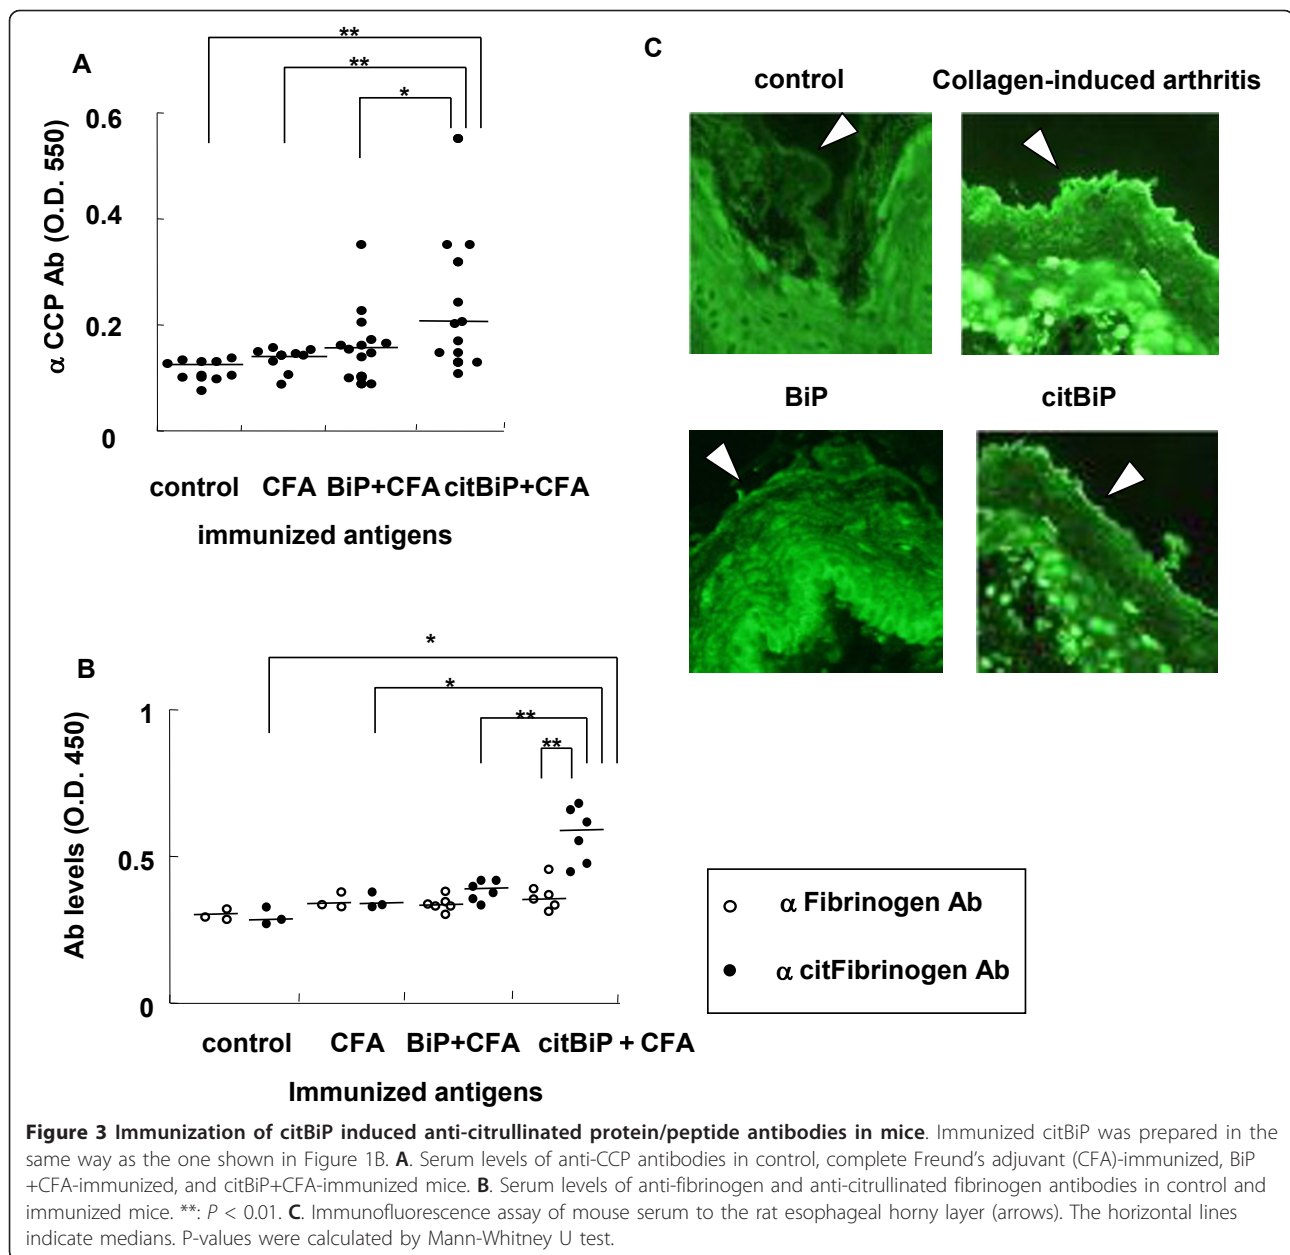 A
**
**
*
0.6
0.4
0.2
0
α CCP Ab (O.D. 550)
control CFA BiP+CFA citBiP+CFA
immunized antigens
B
*
*
**
**
1
0.5
0
Ab levels (O.D. 450)
control CFA BiP+CFA citBiP + CFA
Immunized antigens
C
control Collagen-induced arthritis
BiP citBiP
α Fibrinogen Ab
α citFibrinogen Ab
Figure 3 Immunization of citBiP induced anti-citrullinated protein/peptide antibodies in mice. Immunized citBiP was prepared in the
same way as the one shown in Figure 1B. A. Serum levels of anti-CCP antibodies in control, complete Freund's adjuvant (CFA)-immunized, BiP
+CFA-immunized, and citBiP+CFA-immunized mice. B. Serum levels of anti-fibrinogen and anti-citrullinated fibrinogen antibodies in control and
immunized mice. **: P < 0.01. C. Immunofluorescence assay of mouse serum to the rat esophageal horny layer (arrows). The horizontal lines
indicate medians. P-values were calculated by Mann-Whitney U test.